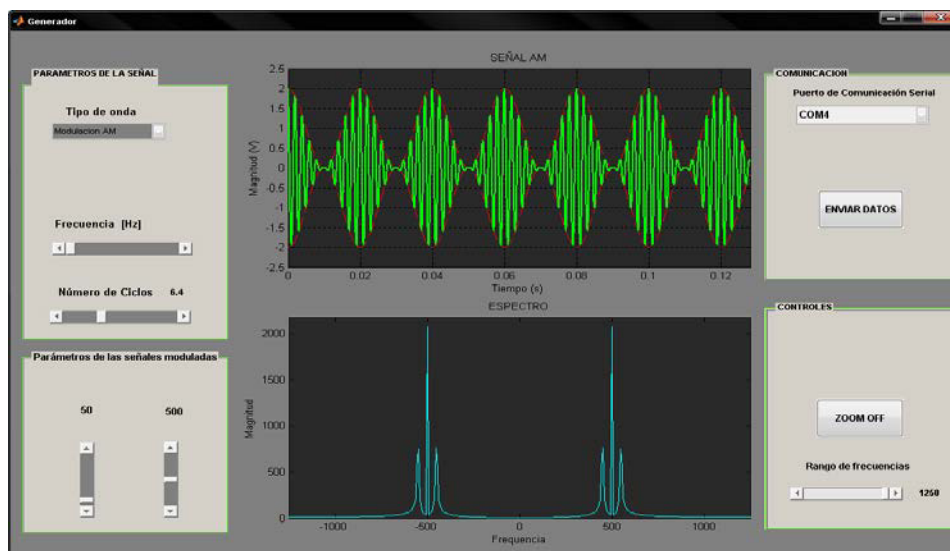 Generador
PARAMETROS DE LA SEÑAL
Tipo de onda
Modulacion AM
Frecuencia [Hz]
Número de Ciclos 6.4
Parámetros de las señales moduladas
50 500
SEÑAL AM
Magnitud (V)
2.5
2
1.5
1
0.5
0
-0.5
-1
-1.5
-2
-2.5
0 0.02 0.04 0.06 0.08 0.1 0.12
Tiempo (s)
ESPECTRO
Magnitud
2000
1500
1000
500
0
-1000 -500 0 500 1000
Frequencia
COMUNICACION
Puerto de Comunicación Serial
COM4
ENVIAR DATOS
CONTROLES
ZOOM OFF
Rango de frecuencias
1250